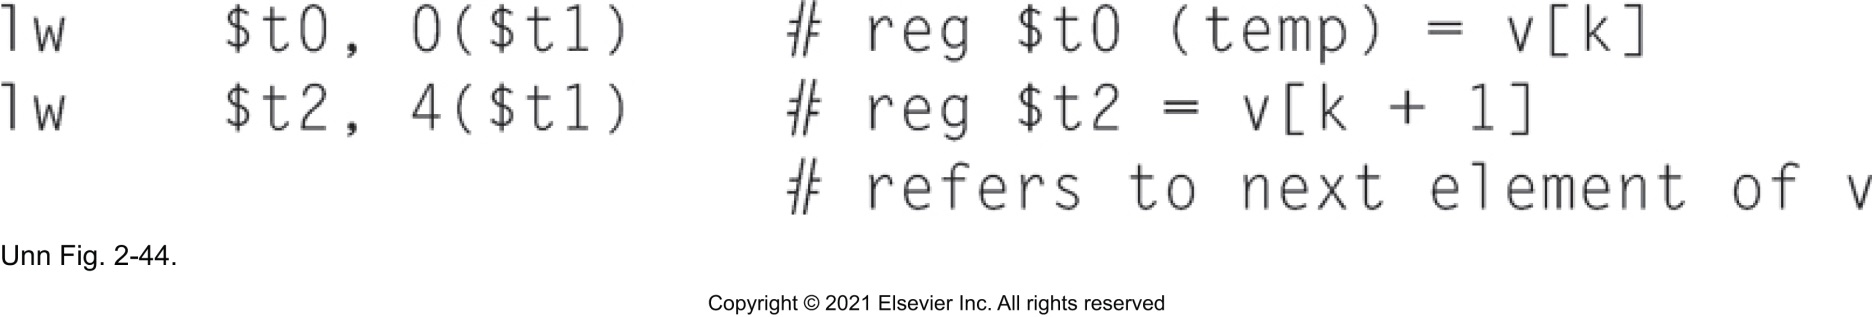 lw $t0, 0($t1) # reg $t0 (temp) = v[k]
lw $t2, 4($t1) # reg $t2 = v[k + 1]
# refers to next element of v
Unn Fig. 2-44.
Copyright © 2021 Elsevier Inc. All rights reserved